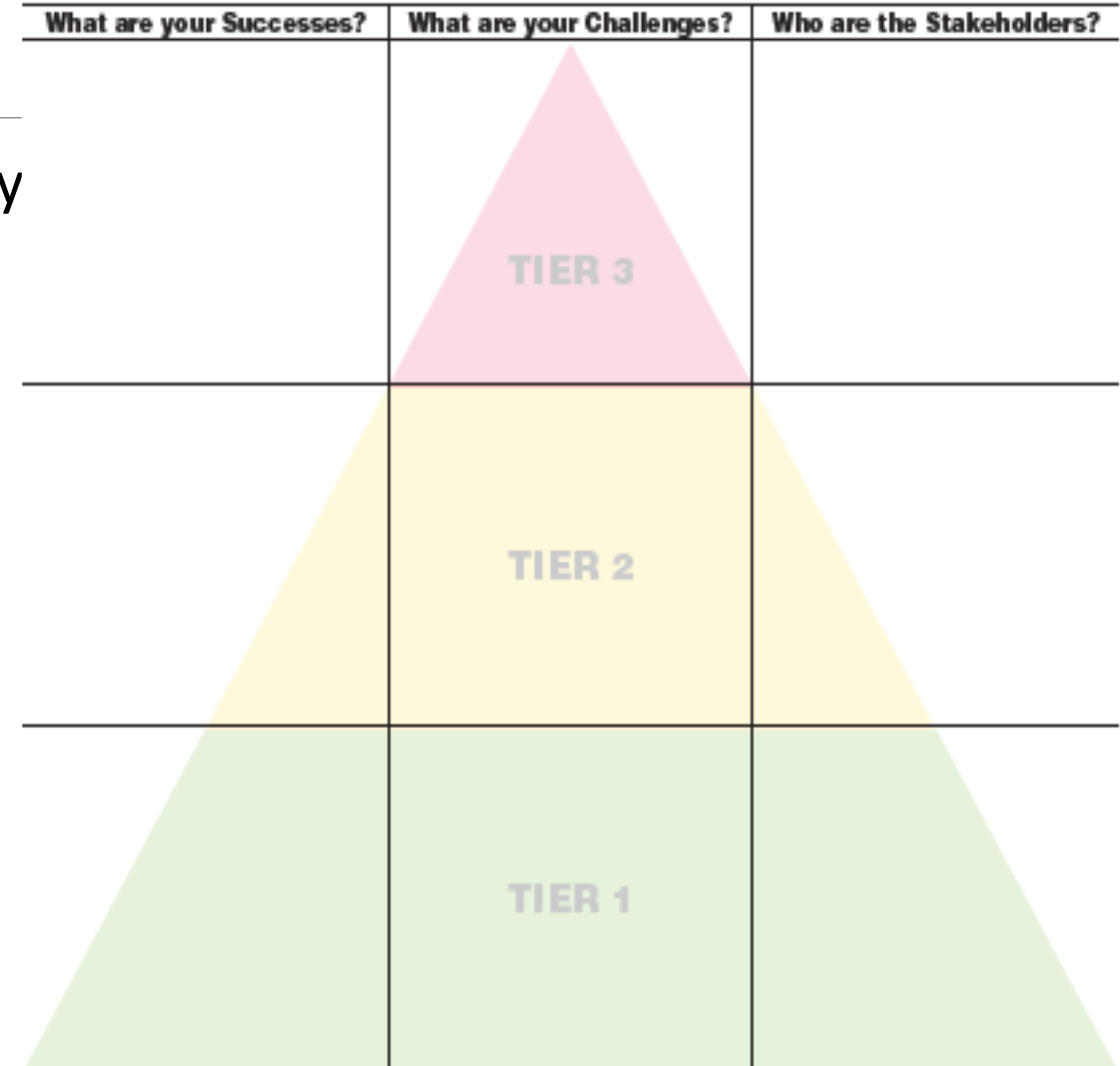 What are your Successes? What are your Challenges? Who are the Stakeholders?
y
TIER 3
TIER 2
TIER 1